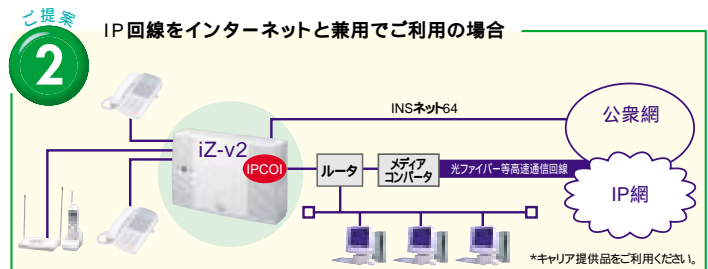 ご提案
2
IP回線をインターネットと兼用でご利用の場合
INSネット64
公衆網
iZ-v2
IPCOI
ルータ
メディア
コンバータ
光ファイバー等高速通信回線
IP網
*キャリア提供品をご利用ください。